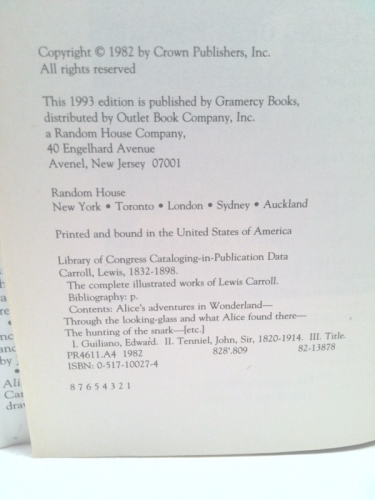 Copyright © 1982 by Crown Publishers, Inc.
All rights reserved
This 1993 edition is published by Gramercy Books,
distributed by Outlet Book Company, Inc.
a Random House Company,
40 Engelhard Avenue
Avenel, New Jersey 07001
Random House
New York • Toronto • London • Sydney • Auckland
Printed and bound in the United States of America
Library of Congress Cataloging-in-Publication Data
Carroll, Lewis, 1832-1898.
The complete illustrated works of Lewis Carroll.
Bibliography: p.
Contents: Alice's adventures in Wonderland—
Through the looking-glass and what Alice found there—
The hunting of the snark—[etc.]
I. Guiliano, Edward. II. Tenniel, John, Sir, 1820-1914. III. Title.
PR4611.A4 1982 828'.809 82-13878
ISBN: 0-517-10027-4
8 7 6 5 4 3 2 1